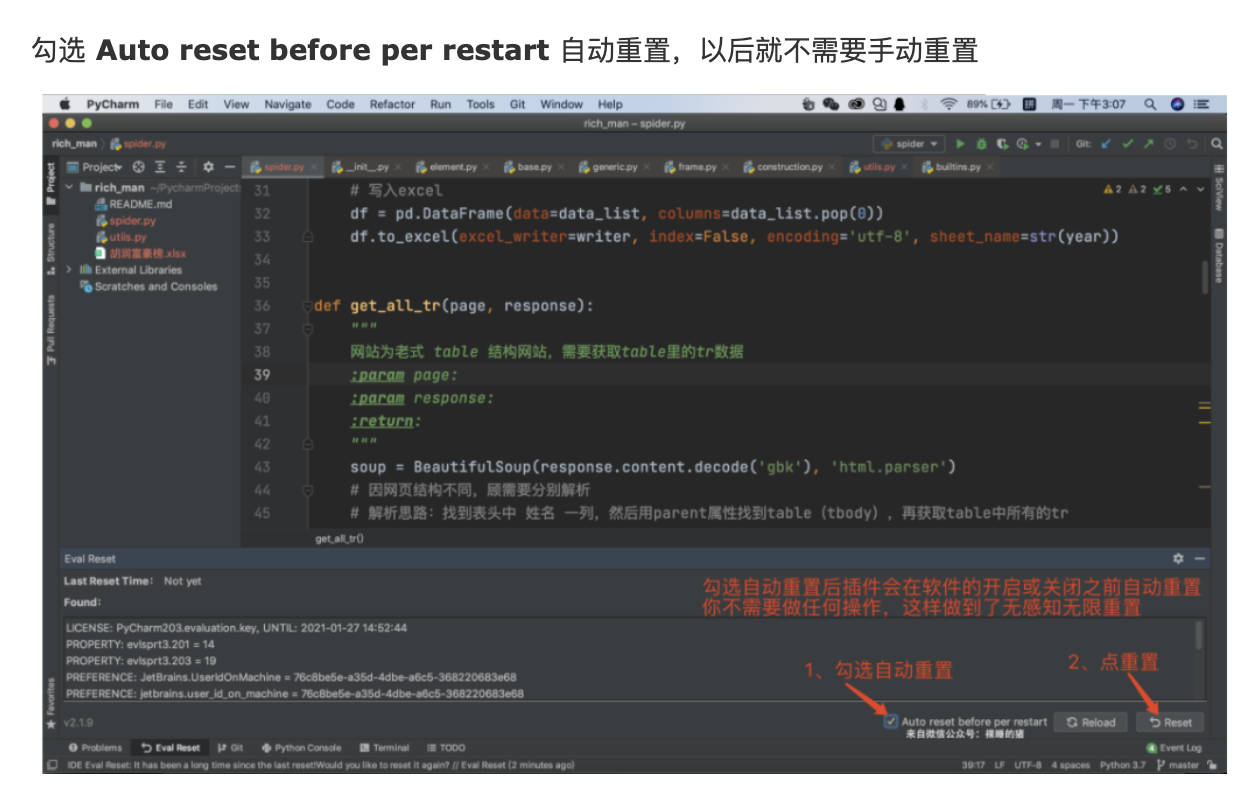 勾选 Auto reset before per restart 自动重置，以后就不需要手动重置
PyCharm File Edit View Navigate Code Refactor Run Tools Git Window Help 89% 拼 周一 下午3:07
rich_man – spider.py
rich_man spider.py spider Git:
Project spider.py __init__.py element.py base.py generic.py frame.py construction.py utils.py builtins.py
Project
Structure
Pull Requests
Favorites
SciView
Database
rich_man ~/PycharmProject
README.md
spider.py
utils.py
胡润富豪榜.xlsx
External Libraries
Scratches and Consoles
2 2 5
31 # 写入excel
32 df = pd.DataFrame(data=data_list, columns=data_list.pop(0))
33 df.to_excel(excel_writer=writer, index=False, encoding='utf-8', sheet_name=str(year))
34
35
36 def get_all_tr(page, response):
37 """
38 网站为老式 table 结构网站，需要获取table里的tr数据
39 :param page:
40 :param response:
41 :return:
42 """
43 soup = BeautifulSoup(response.content.decode('gbk'), 'html.parser')
44 # 因网页结构不同，顾需要分别解析
45 # 解析思路：找到表头中 姓名 一列，然后用parent属性找到table（tbody），再获取table中所有的tr
get_all_tr()
Eval Reset
Last Reset Time: Not yet
Found:
勾选自动重置后插件会在软件的开启或关闭之前自动重置
你不需要做任何操作，这样做到了无感知无限重置
LICENSE: PyCharm203.evaluation.key, UNTIL: 2021-01-27 14:52:44
PROPERTY: evlsprt3.201 = 14
PROPERTY: evlsprt3.203 = 19
PREFERENCE: JetBrains.UserIdOnMachine = 76c8be5e-a35d-4dbe-a6c5-368220683e68
PREFERENCE: jetbrains.user_id_on_machine = 76c8be5e-a35d-4dbe-a6c5-368220683e68
1、勾选自动重置
2、点重置
v2.1.9
Auto reset before per restart Reload Reset
来自微信公众号：裸睡的猪
Problems Eval Reset Git Python Console Terminal TODO 4 Event Log
IDE Eval Reset: It has been a long time since the last reset!Would you like to reset it again? // Eval Reset (2 minutes ago) 39:17 LF UTF-8 4 spaces Python 3.7 master